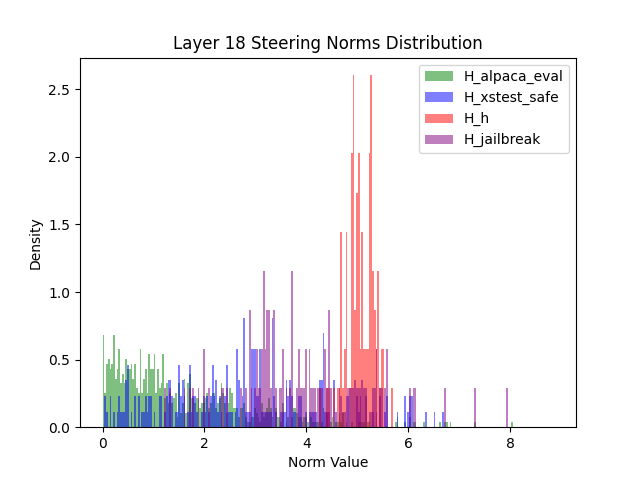 Layer 18 Steering Norms Distribution
H_alpaca_eval
H_xstest_safe
H_h
H_jailbreak
Density
2.5
2.0
1.5
1.0
0.5
0.0
0 2 4 6 8
Norm Value